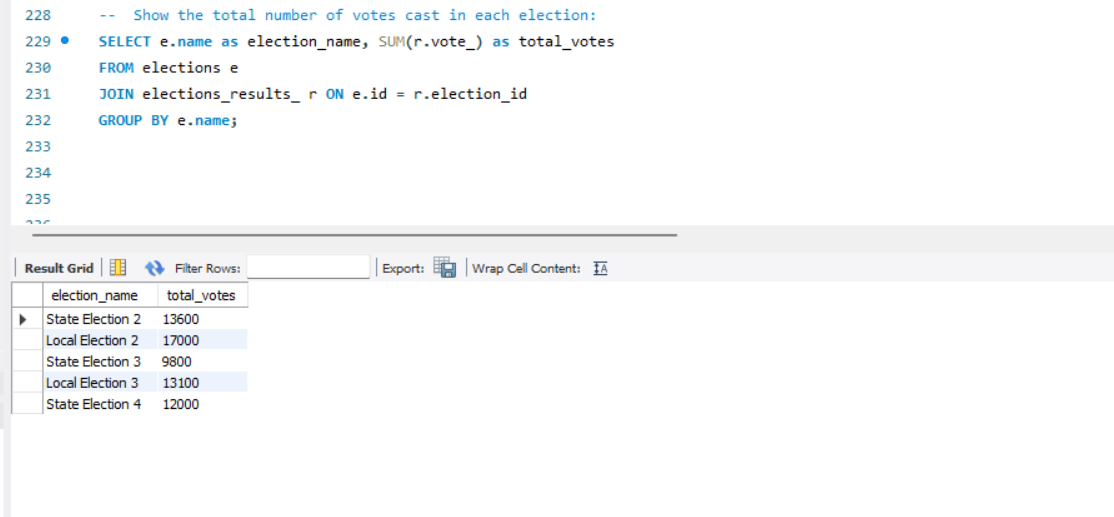 228 -- Show the total number of votes cast in each election:
229 SELECT e.name as election_name, SUM(r.vote_) as total_votes
230 FROM elections e
231 JOIN elections_results_ r ON e.id = r.election_id
232 GROUP BY e.name;
233
234
235
Result Grid Filter Rows: Export: Wrap Cell Content: IA
election_name total_votes
State Election 2 13600
Local Election 2 17000
State Election 3 9800
Local Election 3 13100
State Election 4 12000